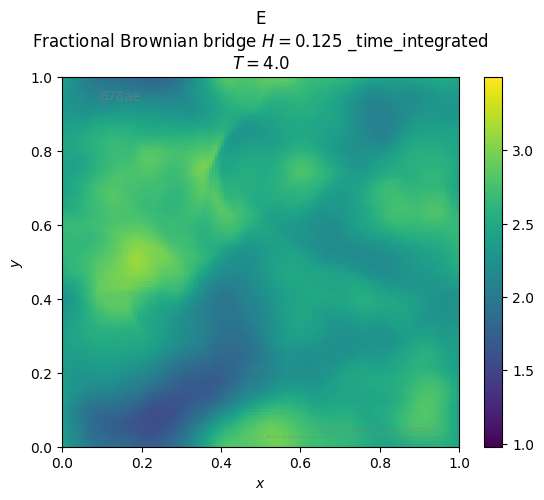 E
Fractional Brownian bridge H = 0.125 _time_integrated
T = 4.0
@78ae
1.0
0.8
0.6
0.4
0.2
0.0
y
0.0 0.2 0.4 0.6 0.8 1.0
x
3.0
2.5
2.0
1.5
1.0